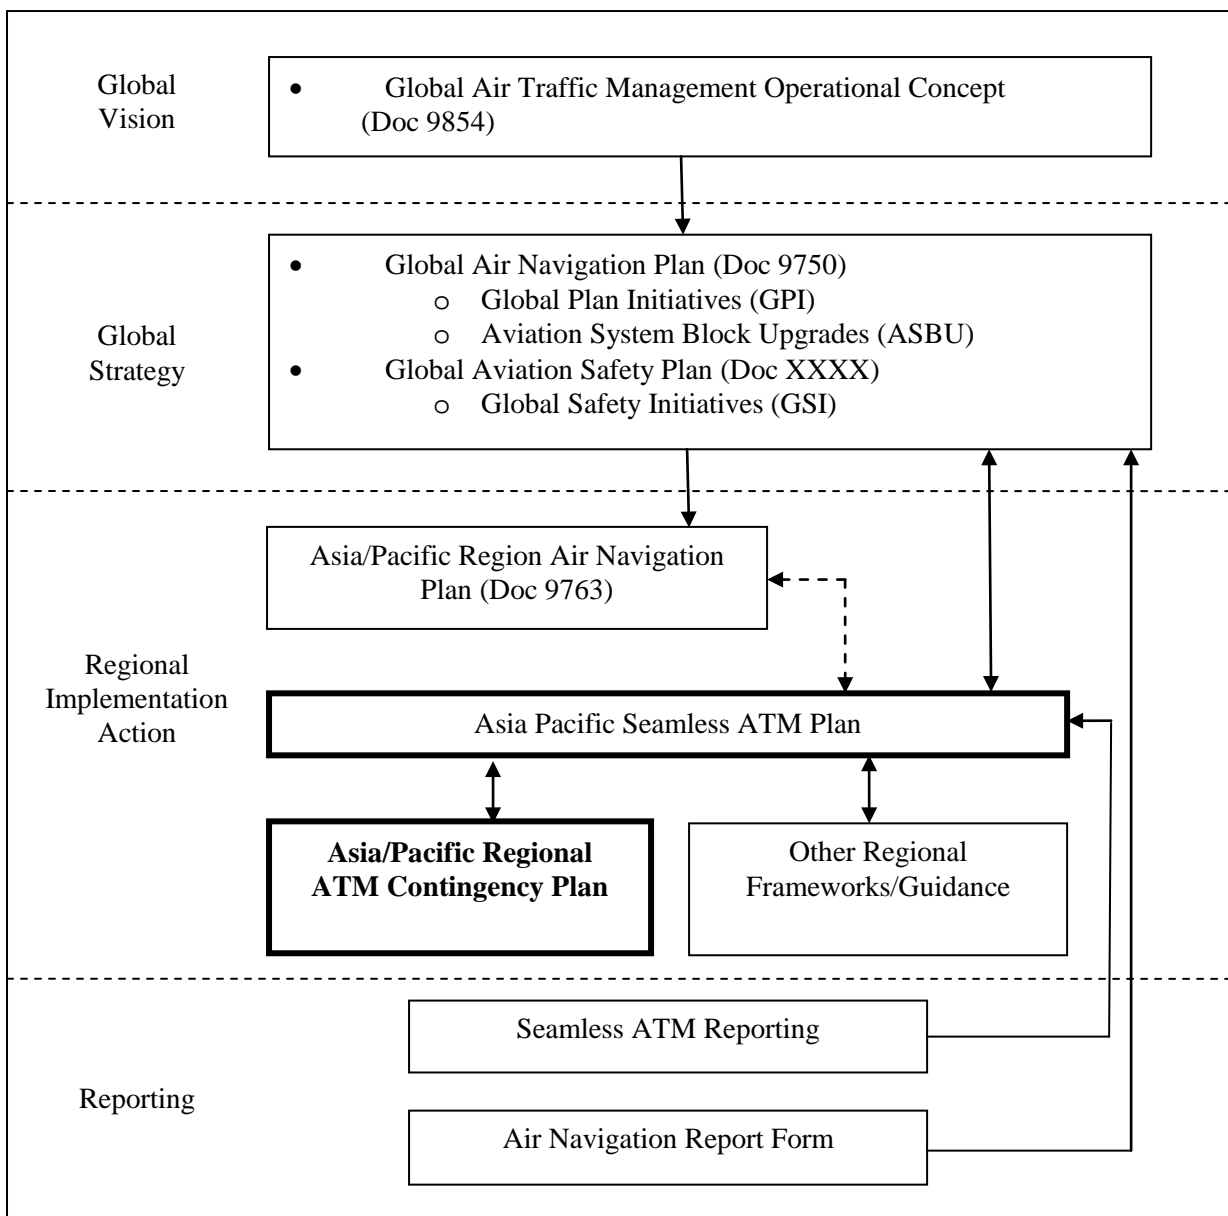 Global
Vision
• Global Air Traffic Management Operational Concept
(Doc 9854)
Global
Strategy
• Global Air Navigation Plan (Doc 9750)
o Global Plan Initiatives (GPI)
o Aviation System Block Upgrades (ASBU)
• Global Aviation Safety Plan (Doc XXXX)
o Global Safety Initiatives (GSI)
Regional
Implementation
Action
Asia/Pacific Region Air Navigation
Plan (Doc 9763)
Asia Pacific Seamless ATM Plan
Asia/Pacific Regional
ATM Contingency Plan
Other Regional
Frameworks/Guidance
Reporting
Seamless ATM Reporting
Air Navigation Report Form